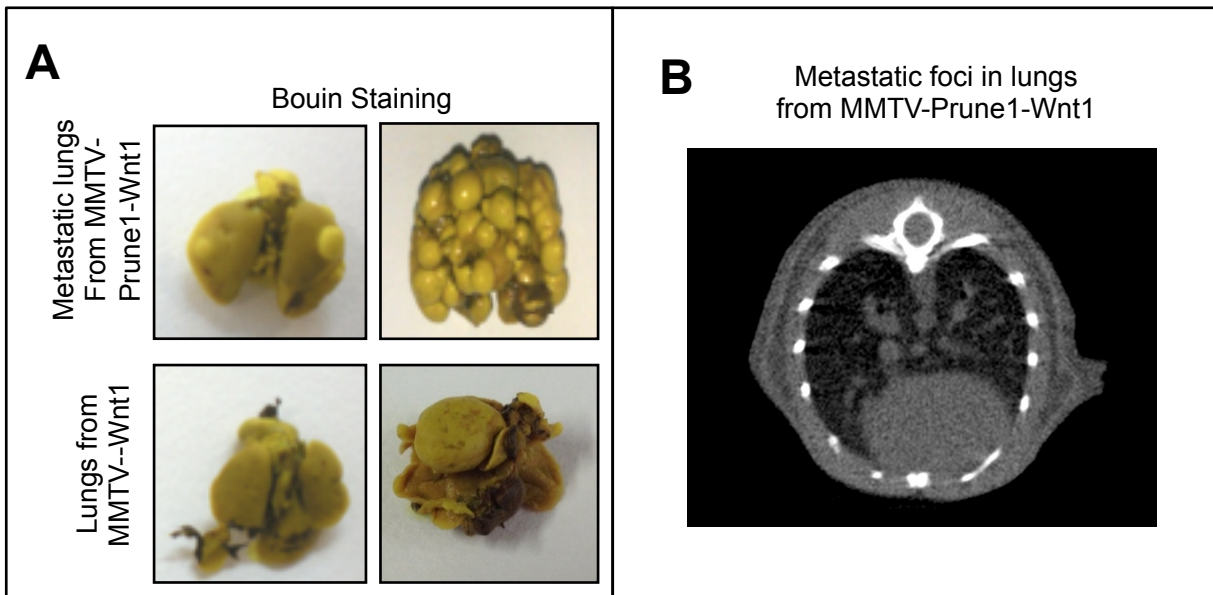 A
Bouin Staining
Metastatic lungs
From MMTV-
Prune1-Wnt1
Lungs from
MMTV--Wnt1
B
Metastatic foci in lungs
from MMTV-Prune1-Wnt1